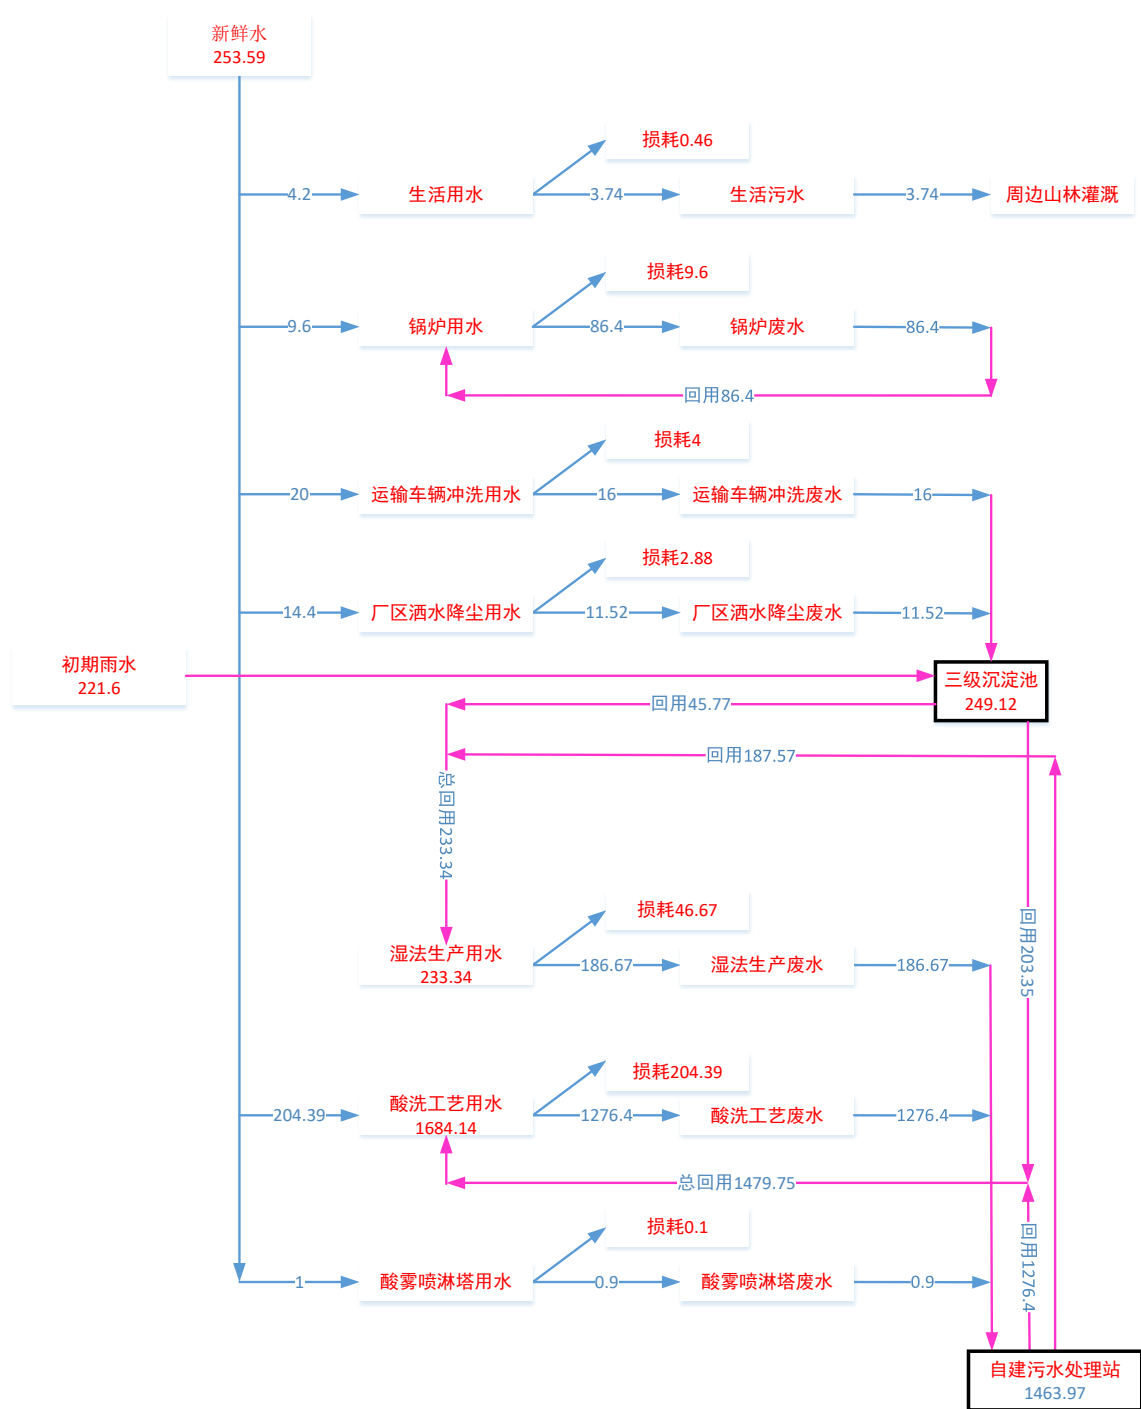 新鲜水
253.59
损耗0.46
4.2
生活用水
3.74
生活污水
3.74
周边山林灌溉
损耗9.6
9.6
锅炉用水
86.4
锅炉废水
86.4
回用86.4
损耗4
20
运输车辆冲洗用水
16
运输车辆冲洗废水
16
损耗2.88
14.4
厂区洒水降尘用水
11.52
厂区洒水降尘废水
11.52
初期雨水
221.6
三级沉淀池
249.12
回用45.77
回用187.57
总回用233.34
损耗46.67
湿法生产用水
233.34
186.67
湿法生产废水
186.67
回用203.35
损耗204.39
204.39
酸洗工艺用水
1684.14
1276.4
酸洗工艺废水
1276.4
总回用1479.75
损耗0.1
1
酸雾喷淋塔用水
0.9
酸雾喷淋塔废水
0.9
回用1276.4
自建污水处理站
1463.97